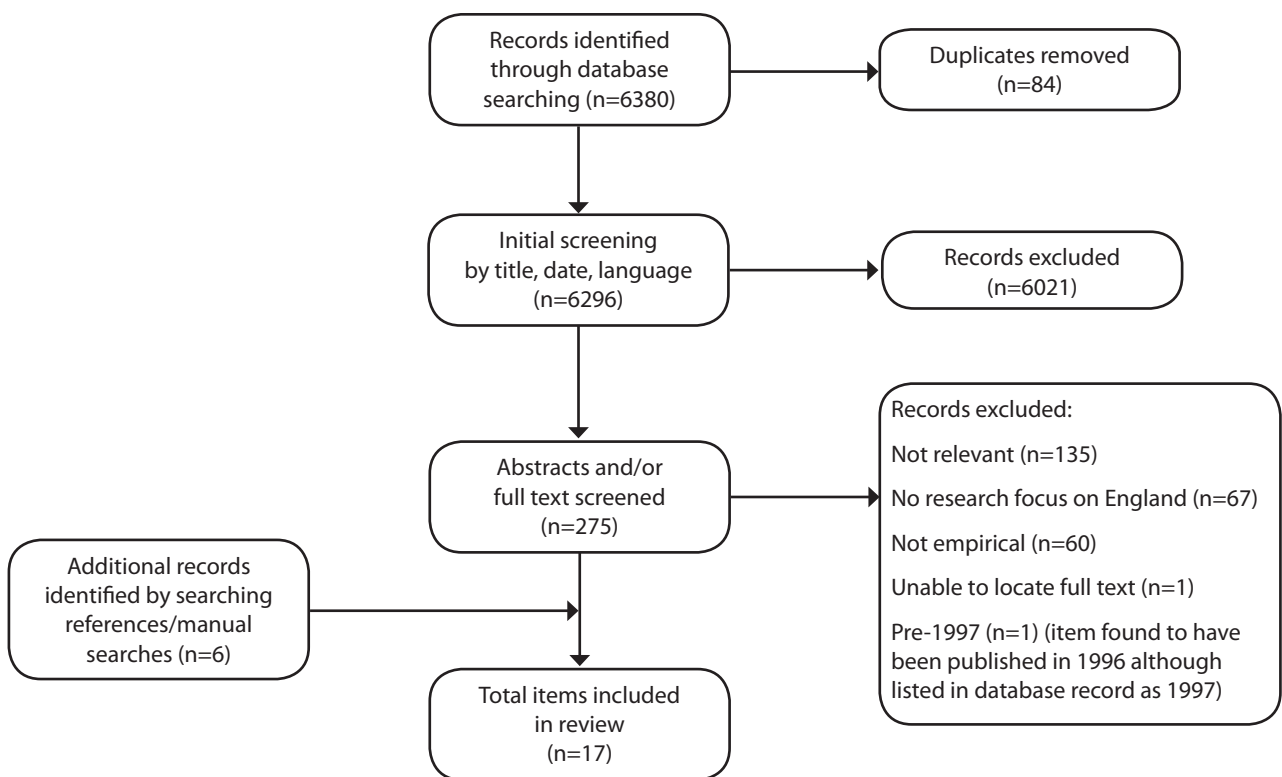 Records identified
through database
searching (n=6380)
Duplicates removed
(n=84)
Initial screening
by title, date, language
(n=6296)
Records excluded
(n=6021)
Abstracts and/or
full text screened
(n=275)
Records excluded:
Not relevant (n=135)
No research focus on England (n=67)
Not empirical (n=60)
Unable to locate full text (n=1)
Pre-1997 (n=1) (item found to have
been published in 1996 although
listed in database record as 1997)
Additional records
identified by searching
references/manual
searches (n=6)
Total items included
in review
(n=17)